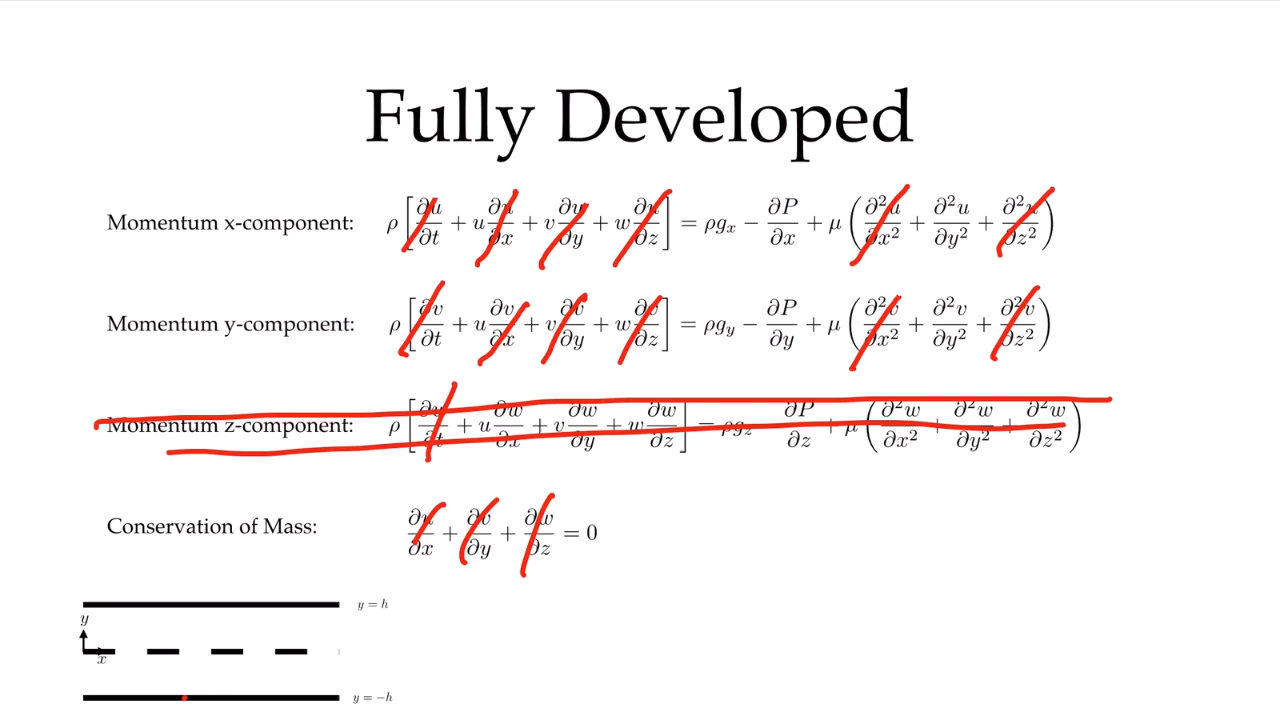 Fully Developed
Momentum x-component: ρ[∂u/∂t + u ∂u/∂x + v ∂u/∂y + w ∂u/∂z] = ρgₓ − ∂P/∂x + μ(∂²u/∂x² + ∂²u/∂y² + ∂²u/∂z²)
Momentum y-component: ρ[∂v/∂t + u ∂v/∂x + v ∂v/∂y + w ∂v/∂z] = ρg_y − ∂P/∂y + μ(∂²v/∂x² + ∂²v/∂y² + ∂²v/∂z²)
Momentum z-component: ρ[∂w/∂t + u ∂w/∂x + v ∂w/∂y + w ∂w/∂z] = ρg_z − ∂P/∂z + μ(∂²w/∂x² + ∂²w/∂y² + ∂²w/∂z²)
Conservation of Mass: ∂u/∂x + ∂v/∂y + ∂w/∂z = 0
y = h
y
x
y = −h